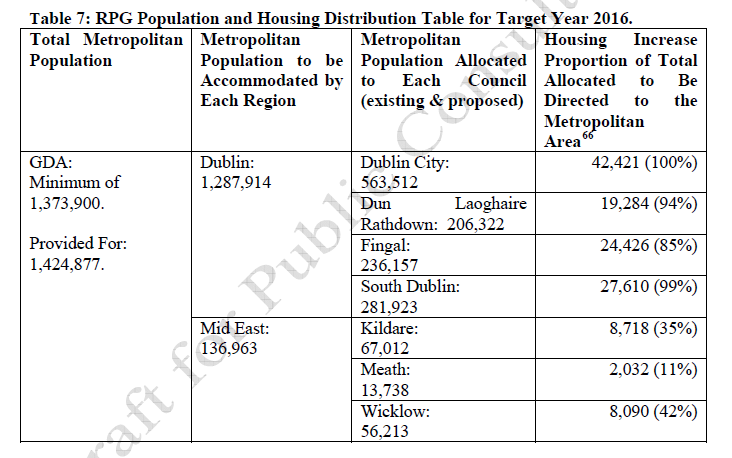 Table 7: RPG Population and Housing Distribution Table for Target Year 2016.
Total Metropolitan
Population
Metropolitan
Population to be
Accommodated by
Each Region
Metropolitan
Population Allocated
to Each Council
(existing & proposed)
Housing Increase
Proportion of Total
Allocated to Be
Directed to the
Metropolitan
Area66
GDA:
Minimum of
1,373,900.
Provided For:
1,424,877.
Dublin:
1,287,914
Dublin City:
563,512
42,421 (100%)
Dun Laoghaire
Rathdown: 206,322
19,284 (94%)
Fingal:
236,157
24,426 (85%)
South Dublin:
281,923
27,610 (99%)
Mid East:
136,963
Kildare:
67,012
8,718 (35%)
Meath:
13,738
2,032 (11%)
Wicklow:
56,213
8,090 (42%)
raft for Public Consult